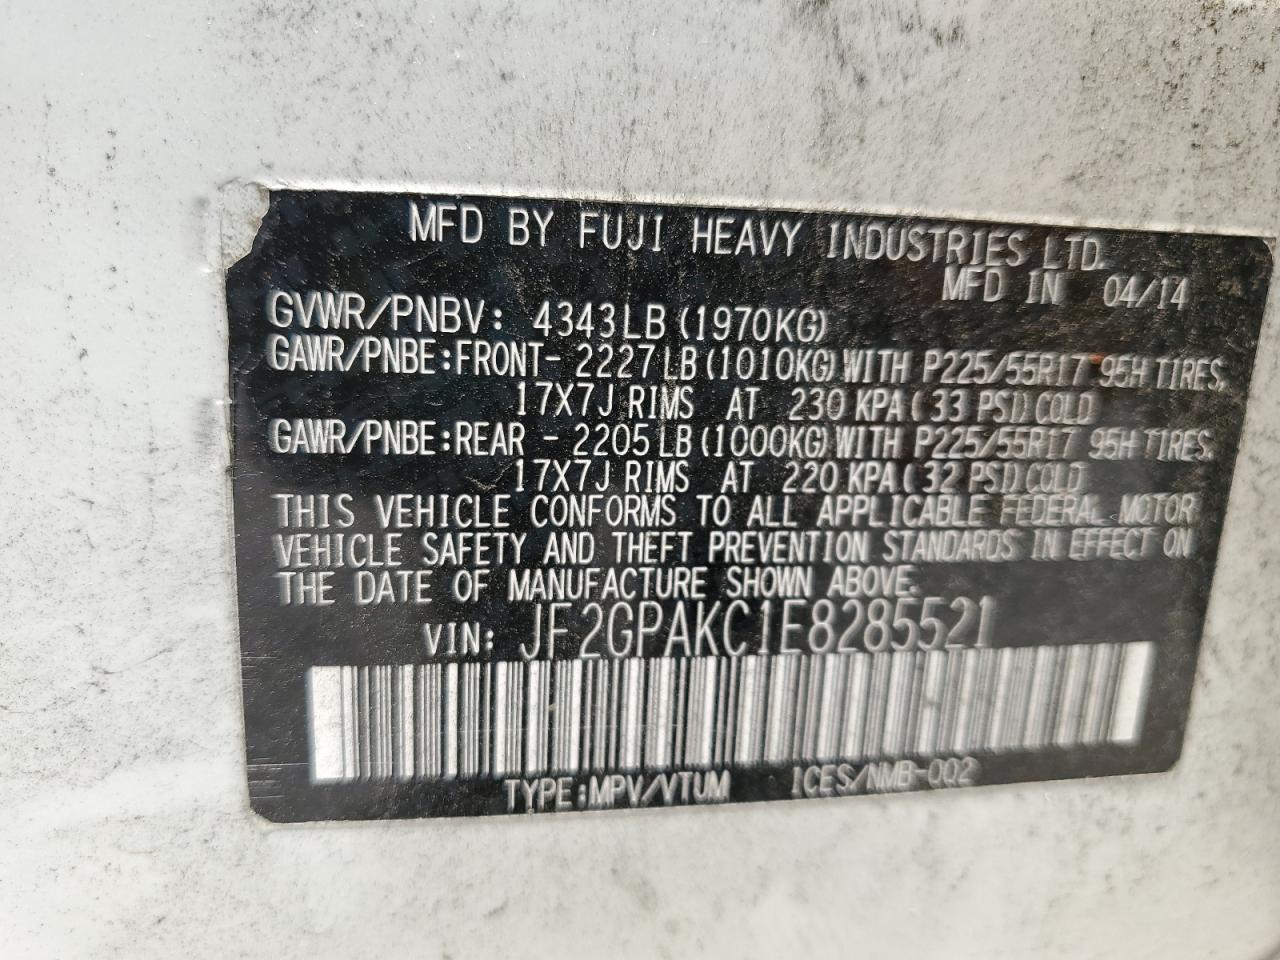 MFD BY FUJI HEAVY INDUSTRIES LTD.
MFD IN 04/14
GVWR/PNBV: 4343LB (1970KG)
GAWR/PNBE:FRONT- 2227LB (1010KG) WITH P225/55R17 95H TIRES,
17X7J RIMS AT 230 KPA( 33 PSI) COLD
GAWR/PNBE:REAR - 2205LB (1000KG) WITH P225/55R17 95H TIRES,
17X7J RIMS AT 220 KPA( 32 PSI) COLD
THIS VEHICLE CONFORMS TO ALL APPLICABLE FEDERAL MOTOR
VEHICLE SAFETY AND THEFT PREVENTION STANDARDS IN EFFECT ON
THE DATE OF MANUFACTURE SHOWN ABOVE.
VIN: JF2GPAKC1E8285521
TYPE:MPV/VTUM ICES/NMB-002